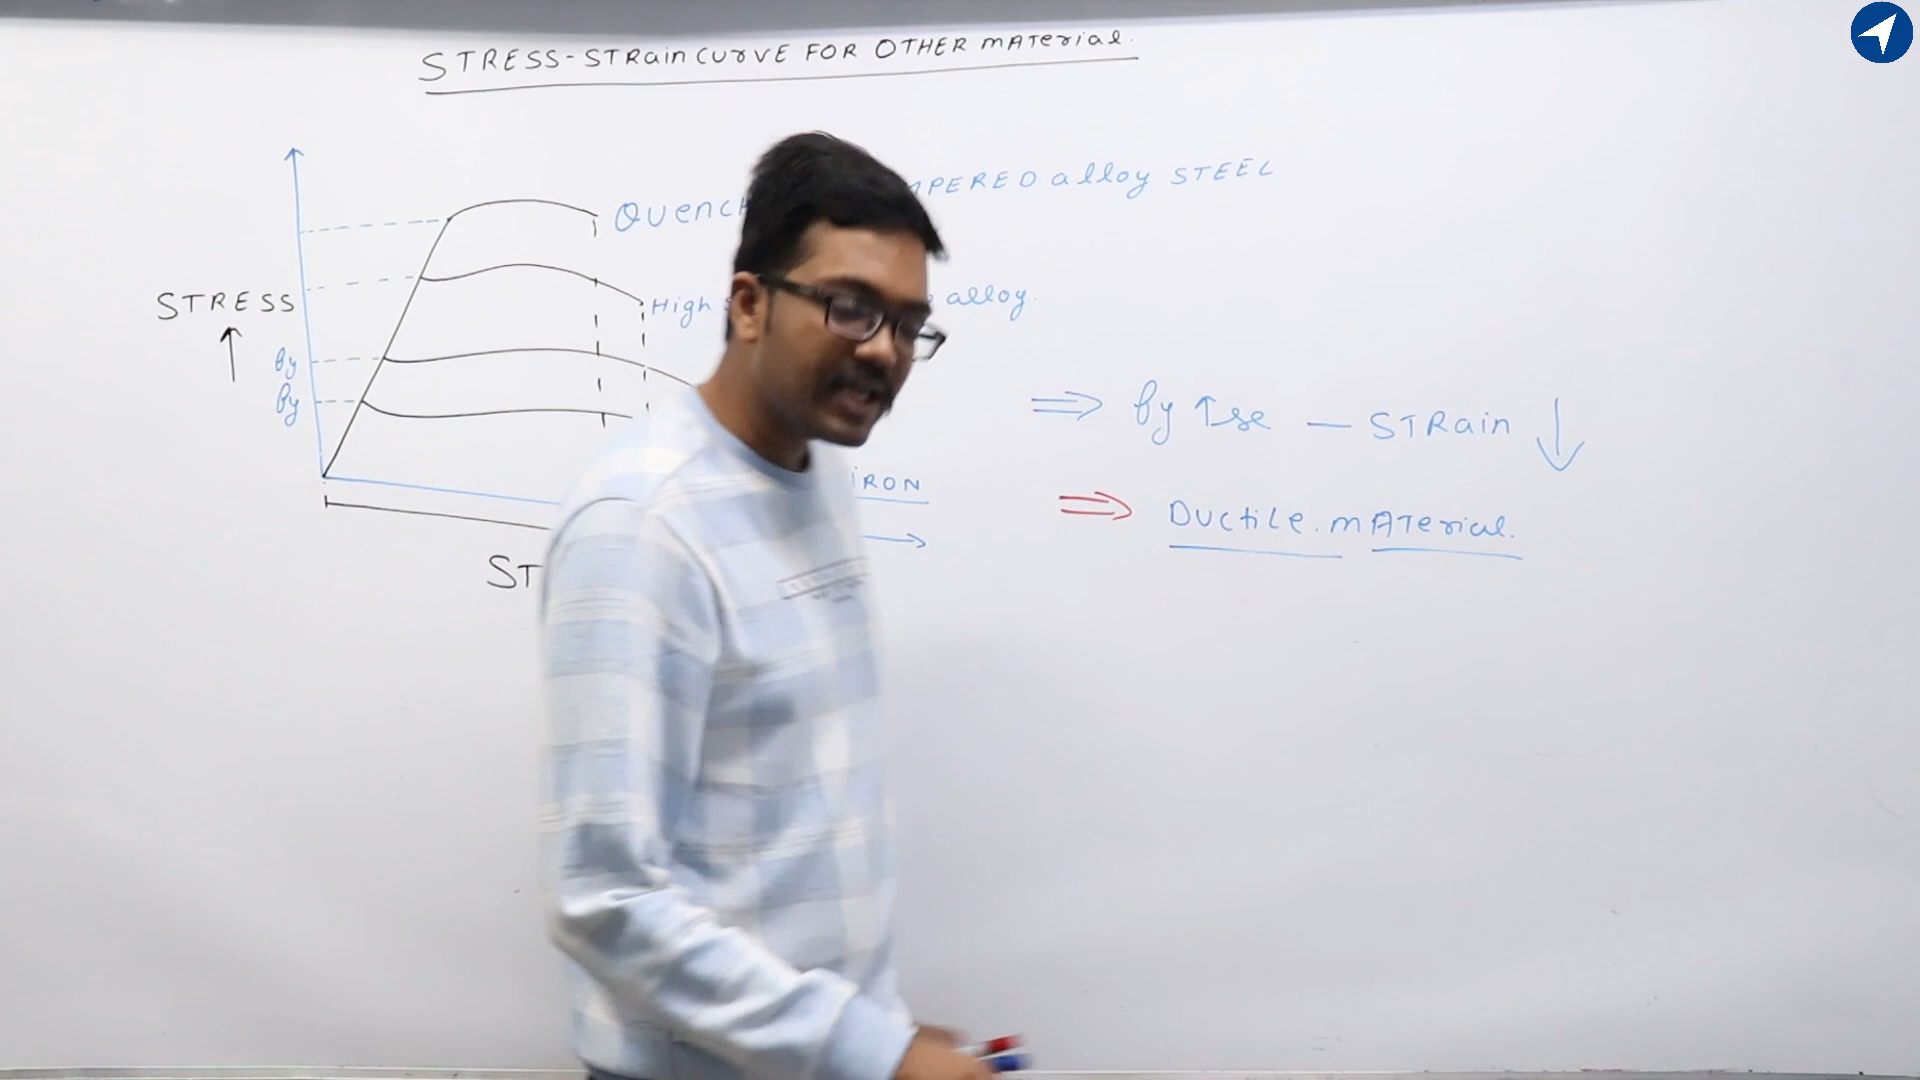 STRESS-STRain CURVE FOR OTHER mATerial.
QUENCH MPERED alloy STEEL
STRESS
High alloy.
fy
fy
⇒ fy ↑se — STRain ↓
IRON
⇒ DUctiLe.mATerial.
ST